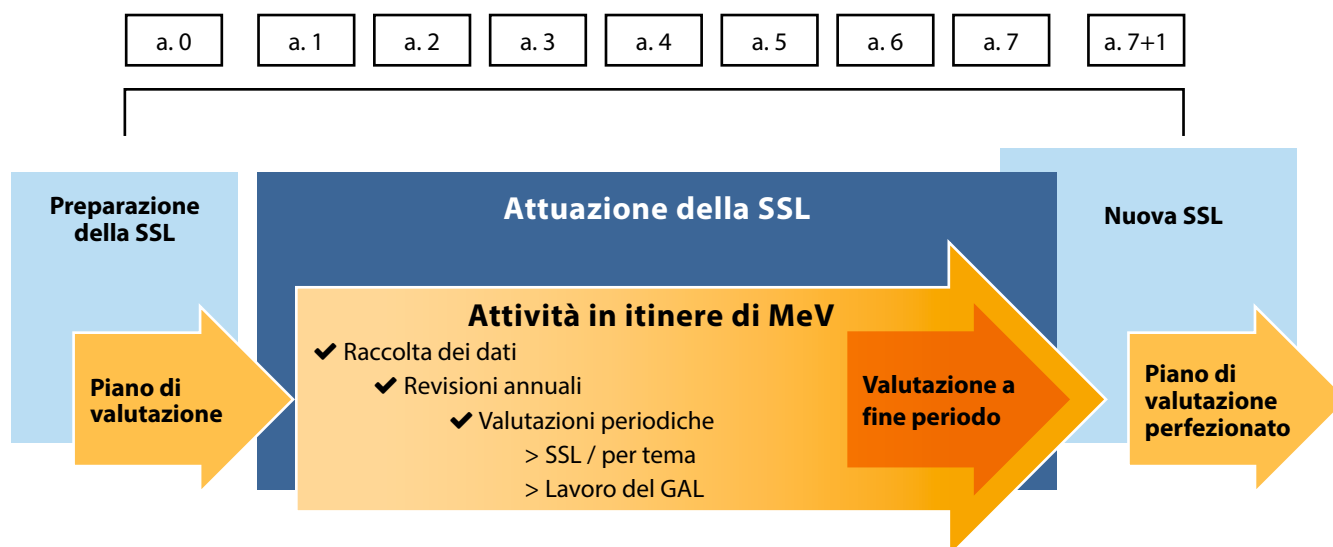 a. 0
a. 1
a. 2
a. 3
a. 4
a. 5
a. 6
a. 7
a. 7+1
Preparazione
della SSL
Attuazione della SSL
Nuova SSL
Piano di
valutazione
Attività in itinere di MeV
✔ Raccolta dei dati
✔ Revisioni annuali
✔ Valutazioni periodiche
> SSL / per tema
> Lavoro del GAL
Valutazione a
fine periodo
Piano di
valutazione
perfezionato